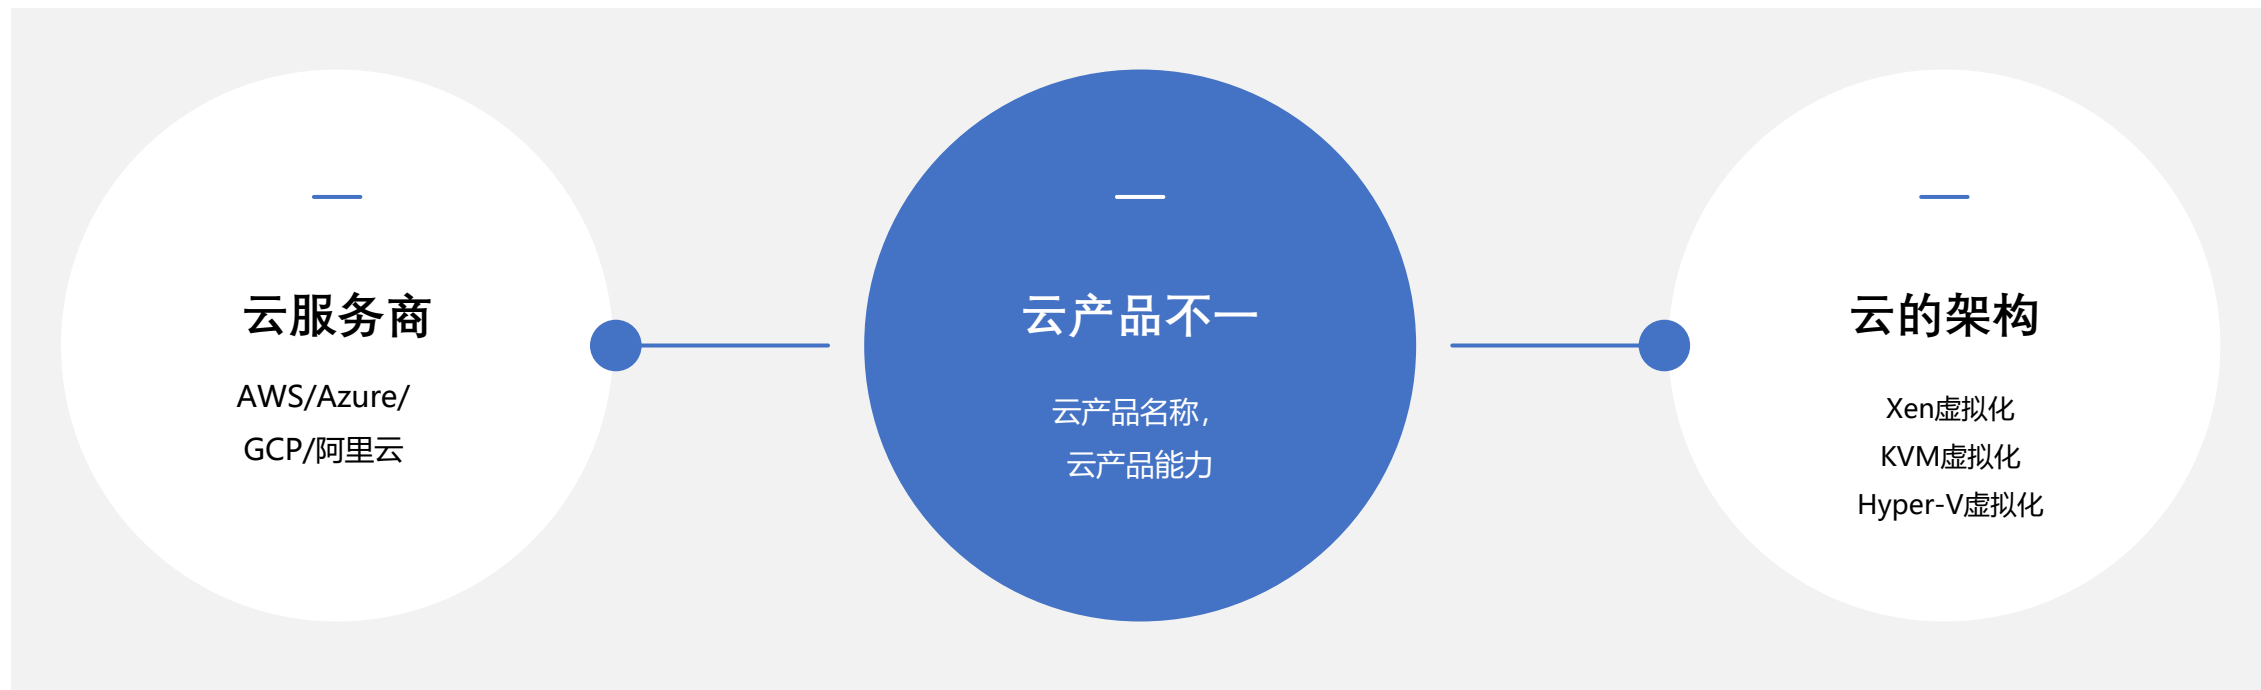 云服务商
AWS/Azure/
GCP/阿里云
云产品不一
云产品名称，
云产品能力
云的架构
Xen虚拟化
KVM虚拟化
Hyper-V虚拟化